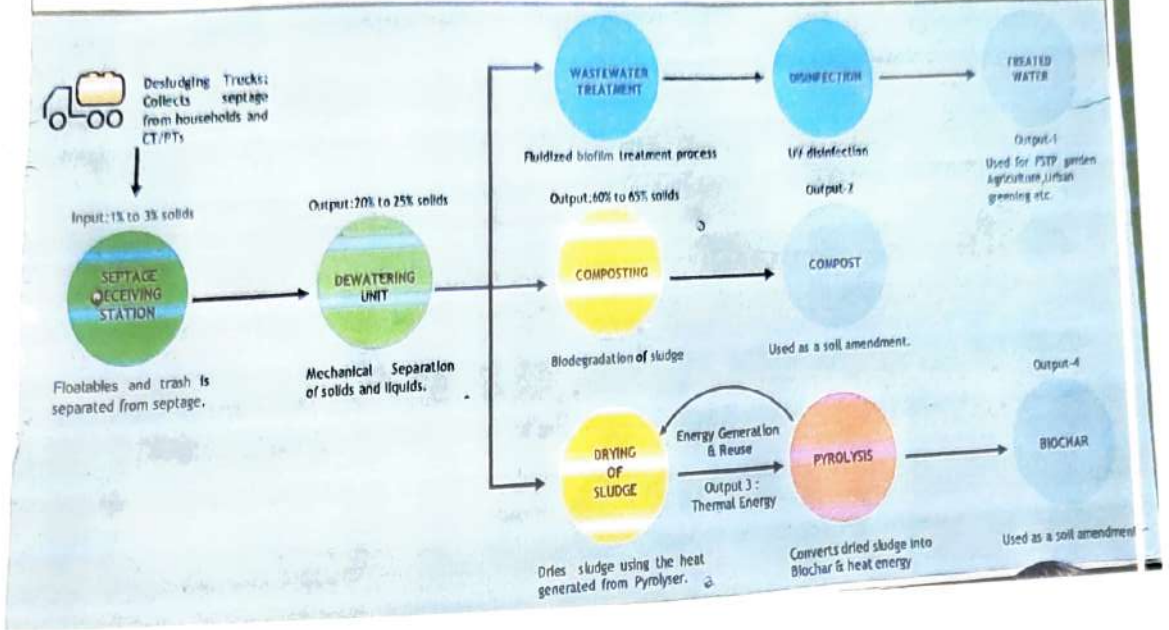 Desludging Trucks:
Collects septage
from households and
CT/PTs
Input:1% to 3% solids
SEPTAGE
RECEIVING
STATION
Floatables and trash is
separated from septage.
Output:20% to 25% solids
DEWATERING
UNIT
Mechanical Separation
of solids and liquids.
WASTEWATER
TREATMENT
Fluidized biofilm treatment process
DISINFECTION
UV disinfection
TREATED
WATER
Output-1
Used for FSTP garden
Agriculture,Urban
greening etc.
Output:60% to 65% solids
COMPOSTING
Biodegradation of sludge
Output-2
COMPOST
Used as a soil amendment.
DRYING
OF
SLUDGE
Dries sludge using the heat
generated from Pyrolyser.
Energy Generation
& Reuse
Output 3 :
Thermal Energy
PYROLYSIS
Converts dried sludge into
Biochar & heat energy
Output-4
BIOCHAR
Used as a soil amendment